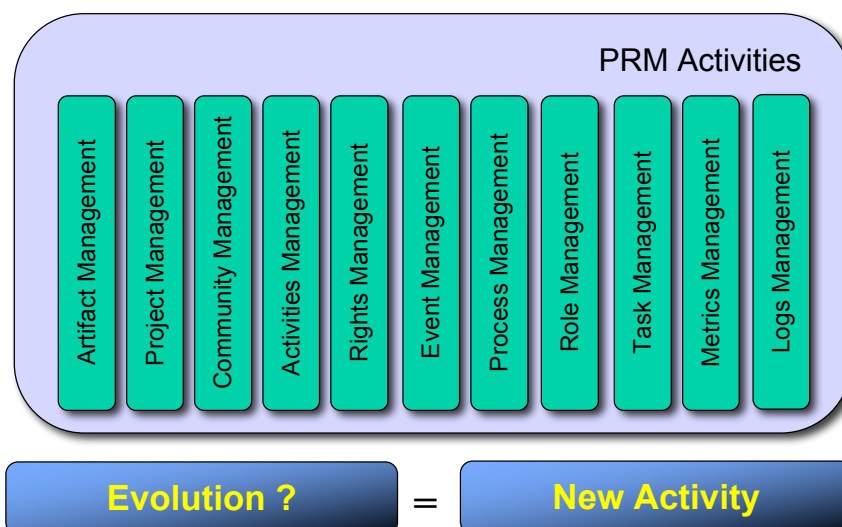 PRM Activities
Artifact Management
Project Management
Community Management
Activities Management
Rights Management
Event Management
Process Management
Role Management
Task Management
Metrics Management
Logs Management
Evolution ? = New Activity